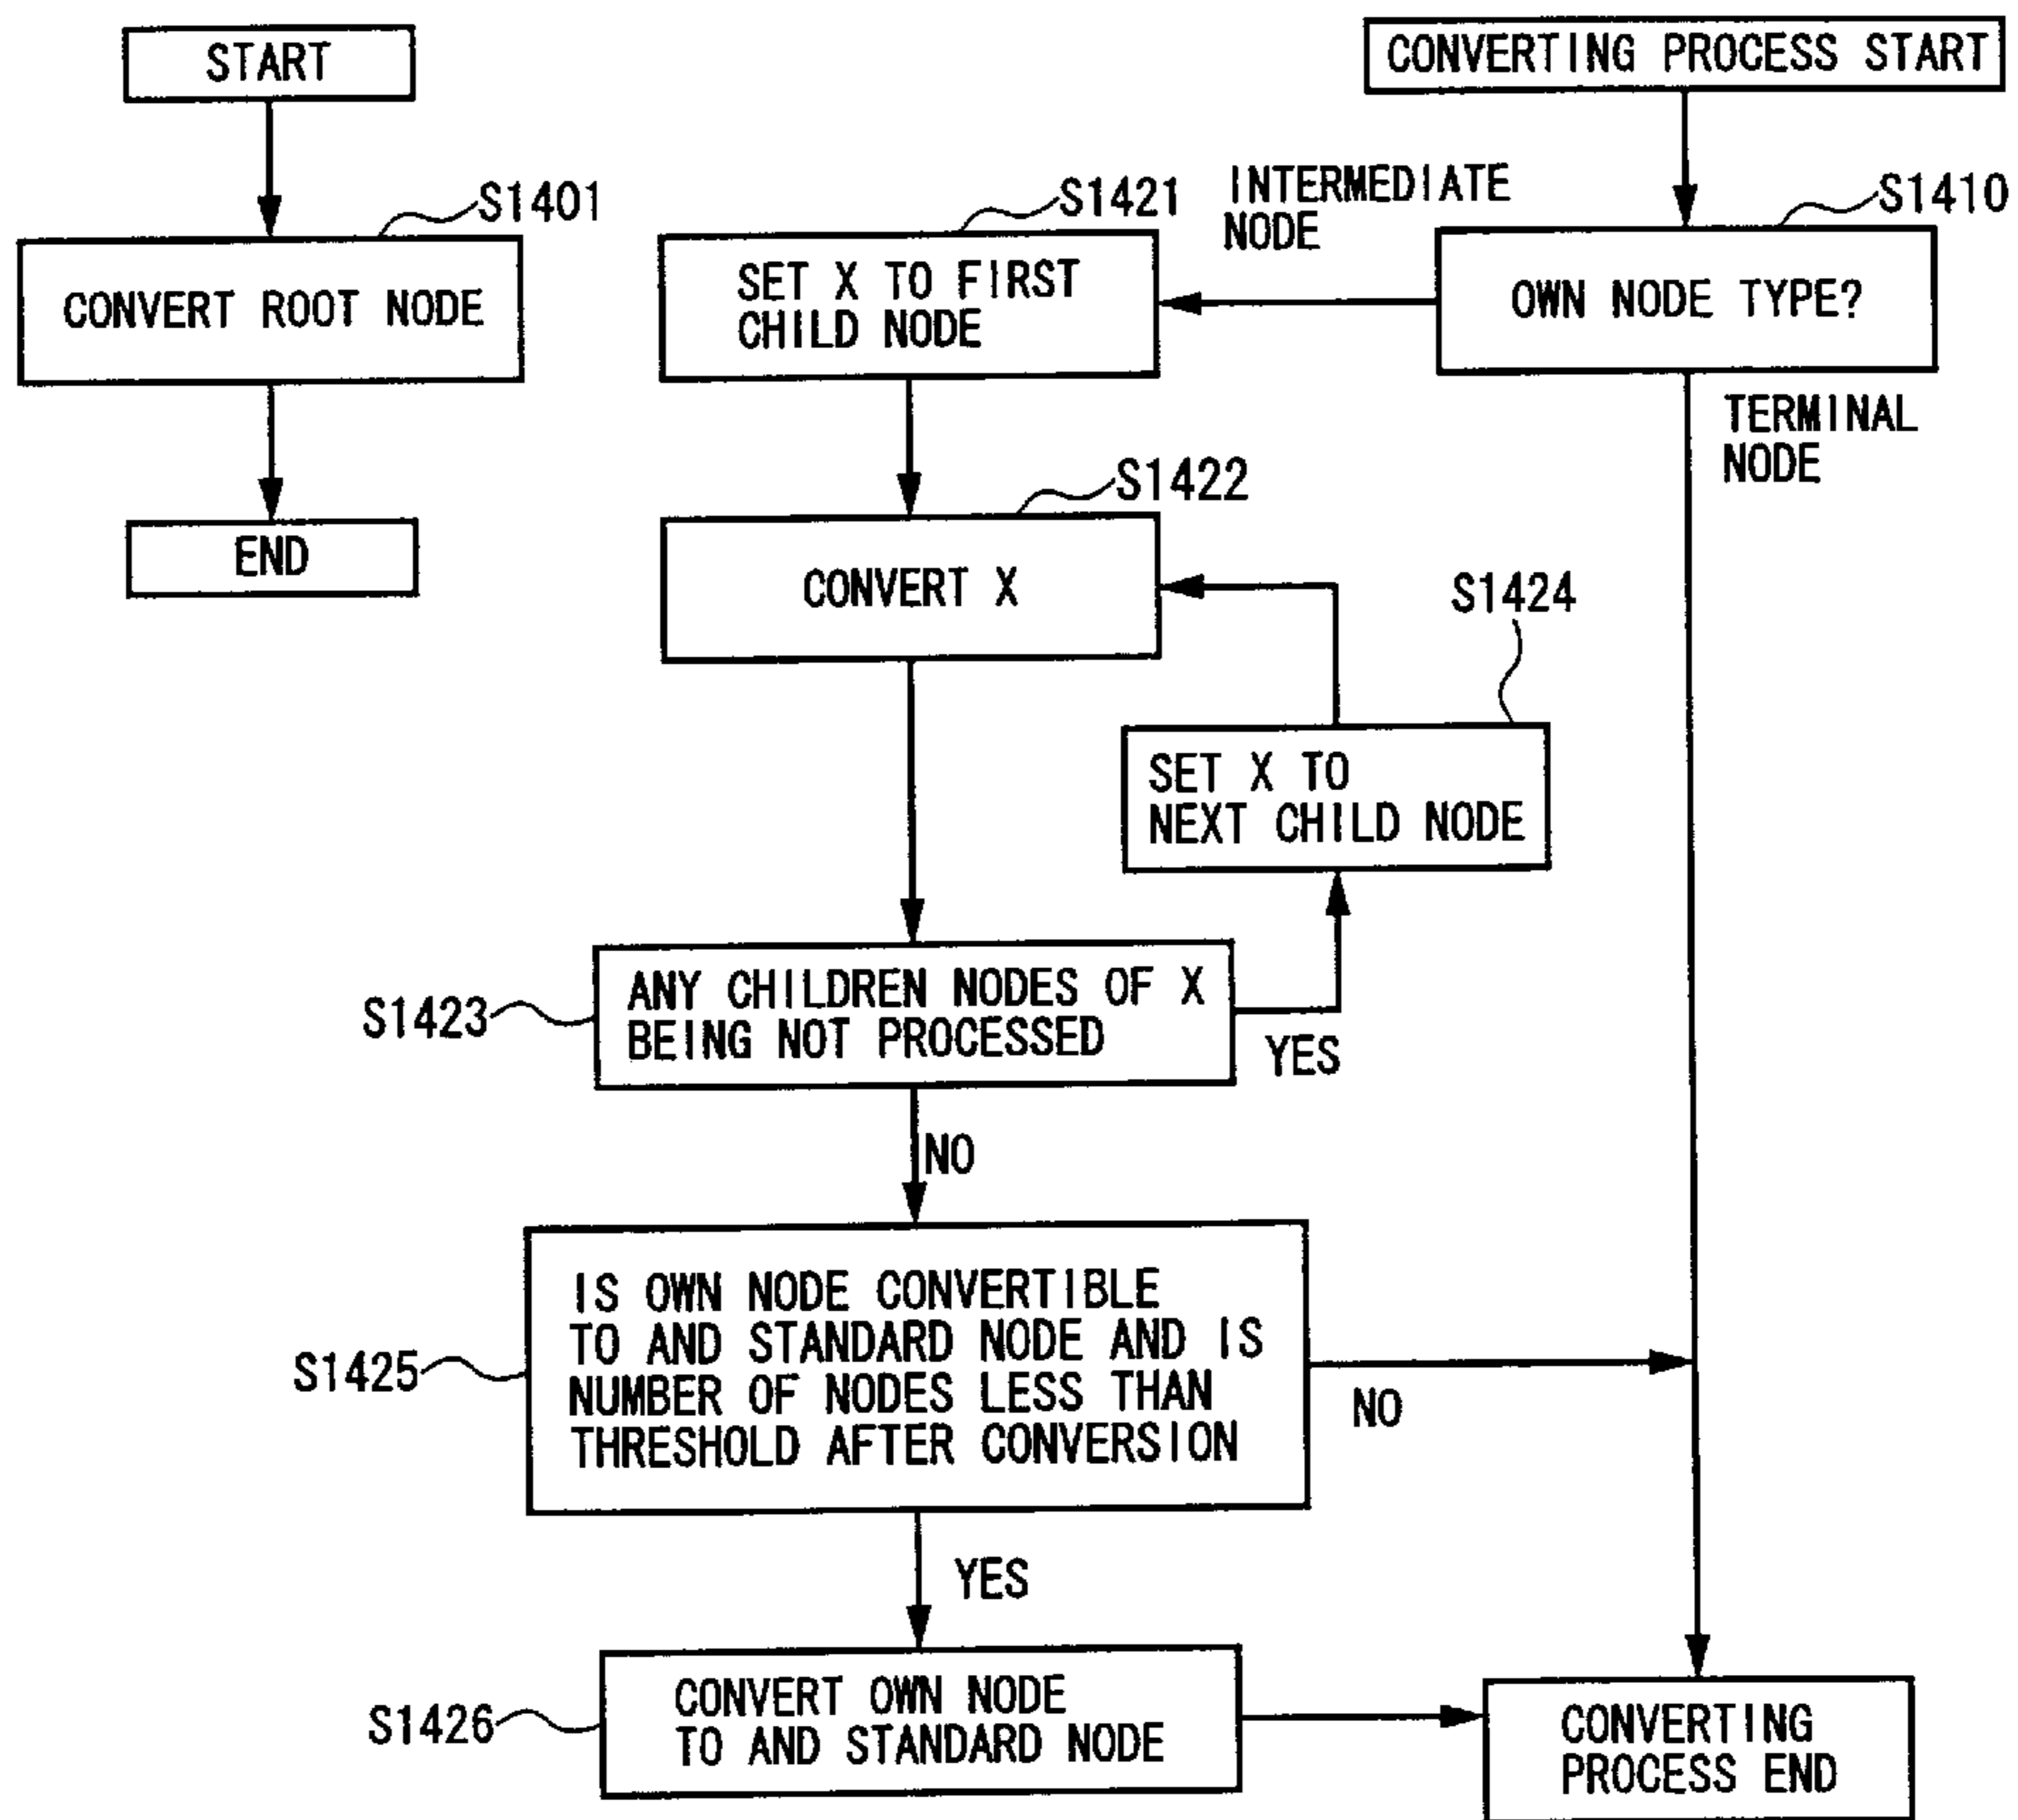 START
S1401
CONVERT ROOT NODE
END
CONVERTING PROCESS START
S1410
OWN NODE TYPE?
INTERMEDIATE
NODE
TERMINAL
NODE
S1421
SET X TO FIRST
CHILD NODE
S1422
CONVERT X
S1424
SET X TO
NEXT CHILD NODE
S1423
ANY CHILDREN NODES OF X
BEING NOT PROCESSED
YES
NO
S1425
IS OWN NODE CONVERTIBLE
TO AND STANDARD NODE AND IS
NUMBER OF NODES LESS THAN
THRESHOLD AFTER CONVERSION
NO
YES
S1426
CONVERT OWN NODE
TO AND STANDARD NODE
CONVERTING
PROCESS END